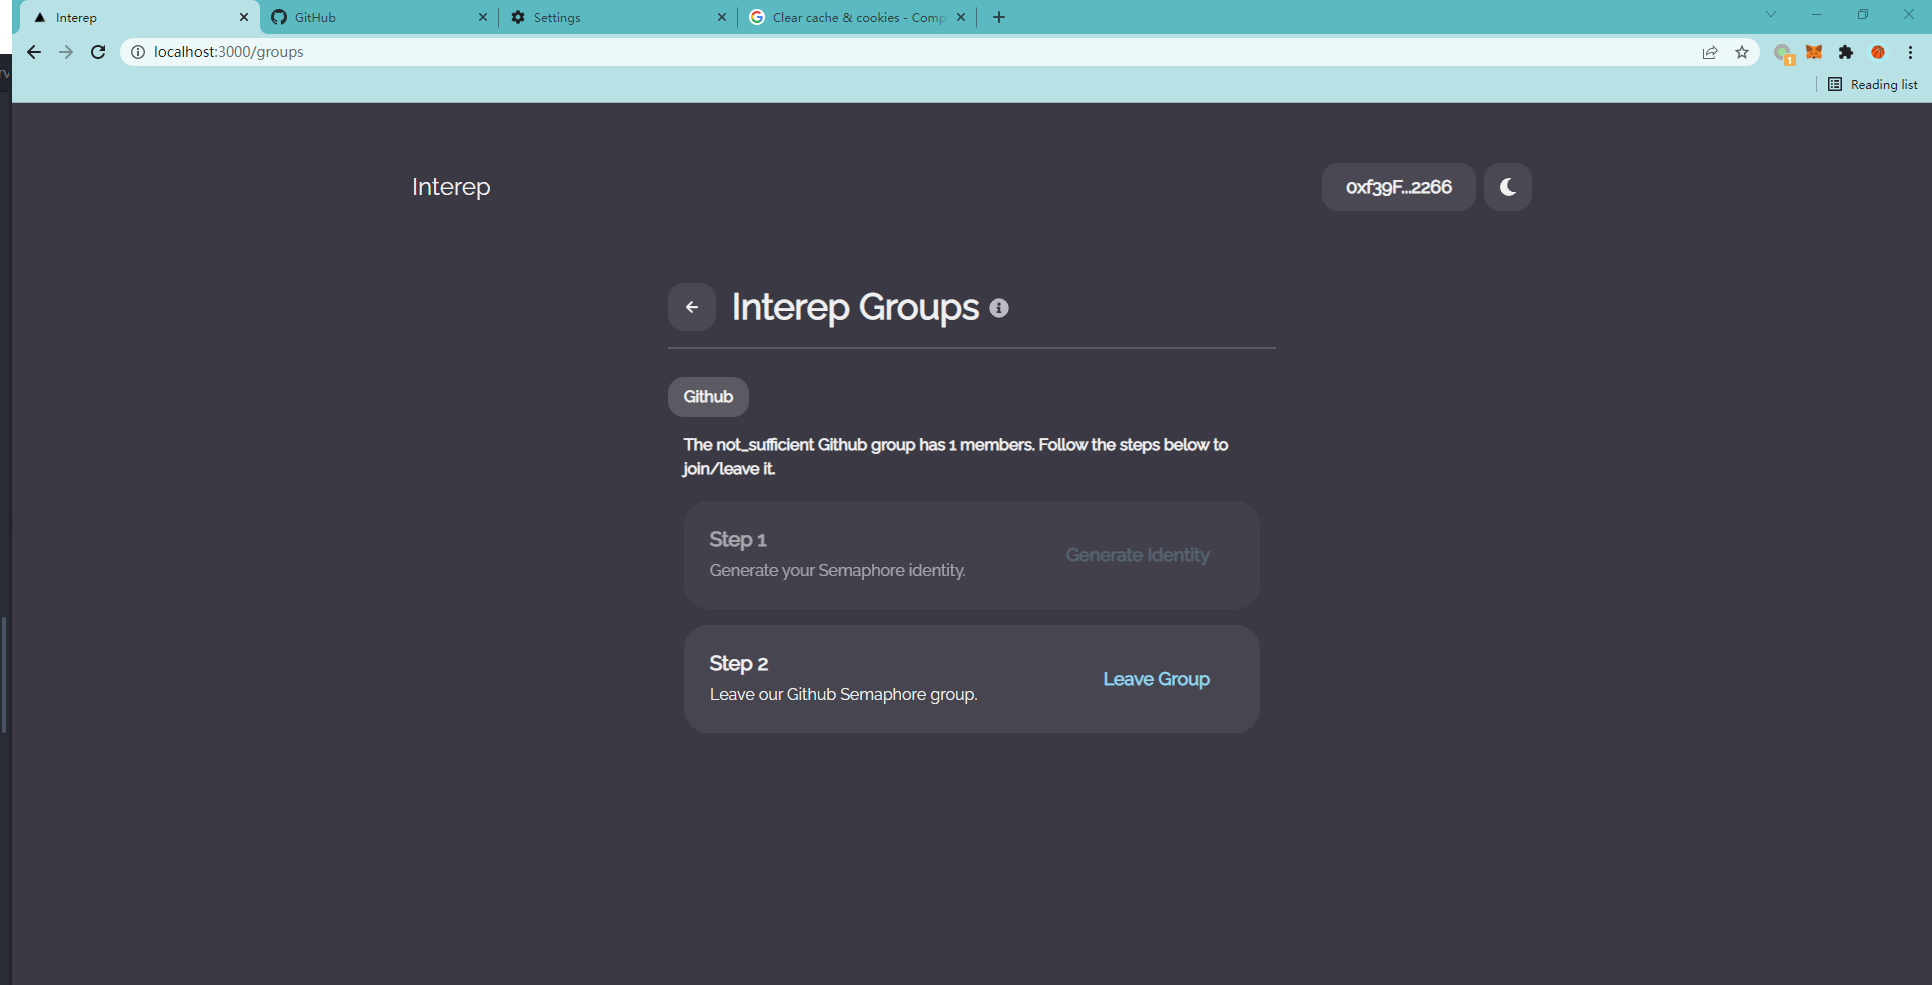 Interep
GitHub
Settings
Clear cache & cookies - Comp
localhost:3000/groups
1
Reading list
Interep
0xf39F...2266
Interep Groups
Github
The not_sufficient Github group has 1 members. Follow the steps below to
join/leave it.
Step 1
Generate your Semaphore identity.
Generate Identity
Step 2
Leave our Github Semaphore group.
Leave Group